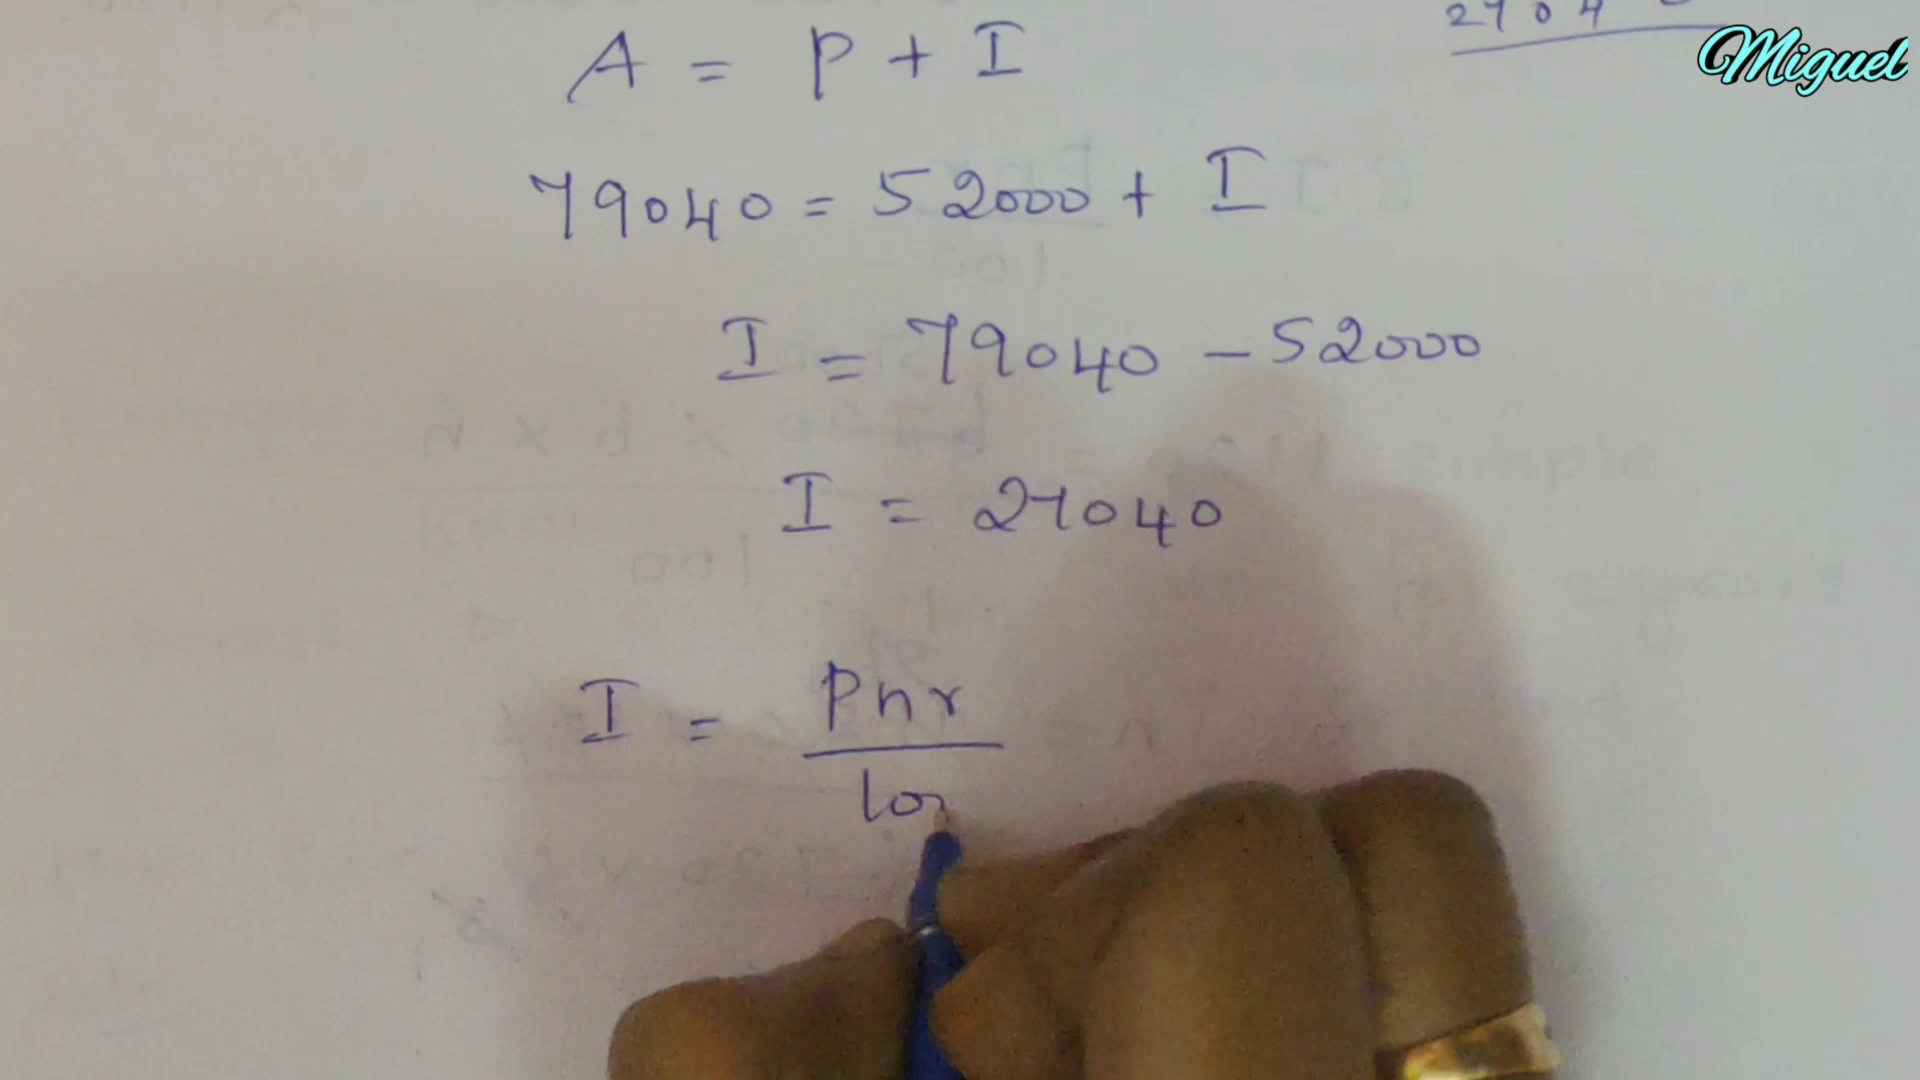 Miguel
A = P + I
79040 = 52000 + I
I = 79040 - 52000
I = 27040
I = Pnr
100